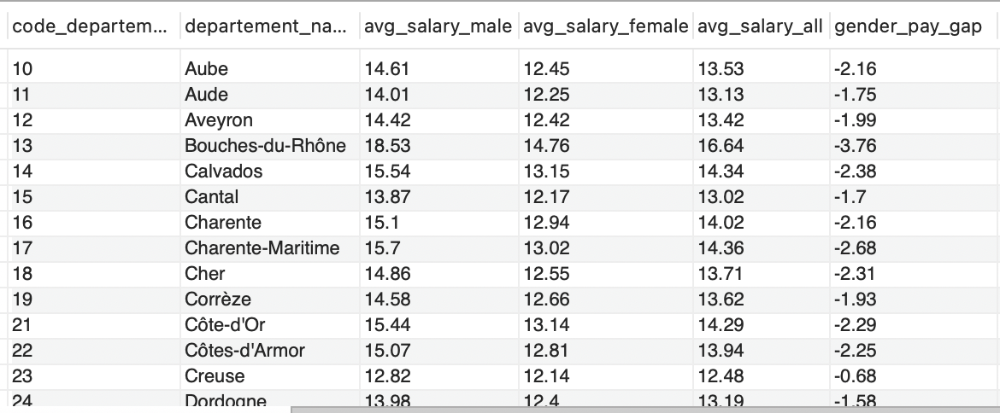 code_departem... departement_na... avg_salary_male avg_salary_female avg_salary_all gender_pay_gap
10 Aube 14.61 12.45 13.53 -2.16
11 Aude 14.01 12.25 13.13 -1.75
12 Aveyron 14.42 12.42 13.42 -1.99
13 Bouches-du-Rhône 18.53 14.76 16.64 -3.76
14 Calvados 15.54 13.15 14.34 -2.38
15 Cantal 13.87 12.17 13.02 -1.7
16 Charente 15.1 12.94 14.02 -2.16
17 Charente-Maritime 15.7 13.02 14.36 -2.68
18 Cher 14.86 12.55 13.71 -2.31
19 Corrèze 14.58 12.66 13.62 -1.93
21 Côte-d'Or 15.44 13.14 14.29 -2.29
22 Côtes-d'Armor 15.07 12.81 13.94 -2.25
23 Creuse 12.82 12.14 12.48 -0.68
24 Dordogne 13.98 12.4 13.19 -1.58